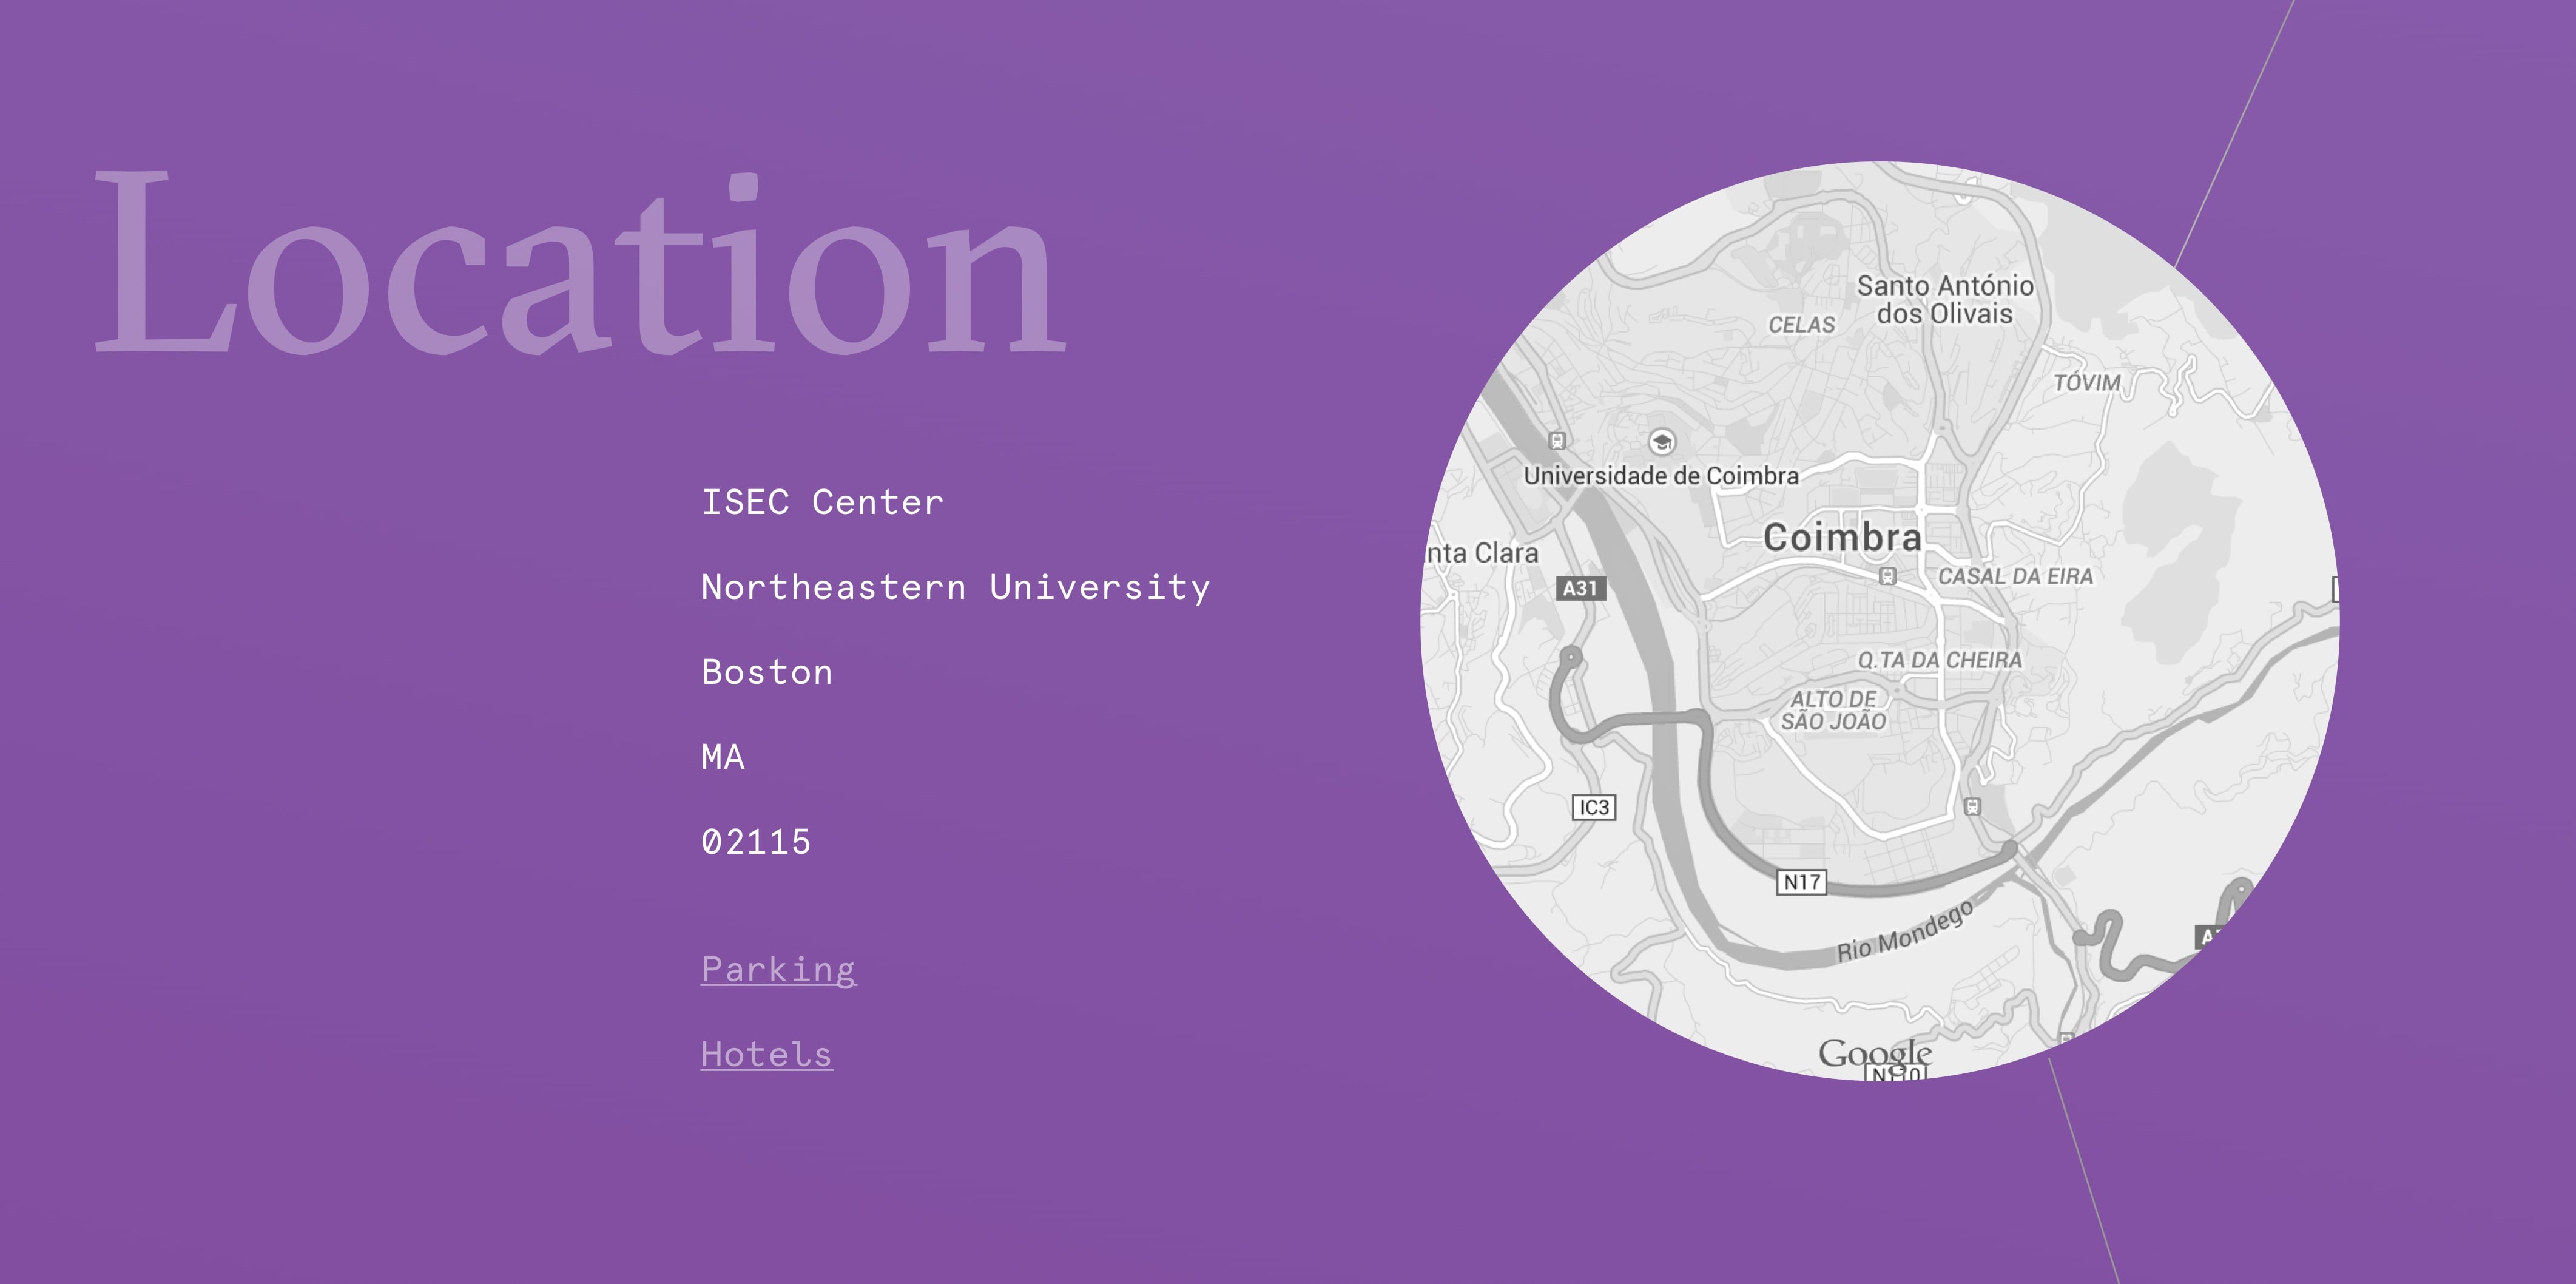 Location
ISEC Center
Northeastern University
Boston
MA
02115
Parking
Hotels
Santo António
dos Olivais
CELAS
TÓVIM
Universidade de Coimbra
Coimbra
nta Clara
CASAL DA EIRA
A31
Q.TA DA CHEIRA
ALTO DE
SÃO JOÃO
IC3
N17
Rio Mondego
Google